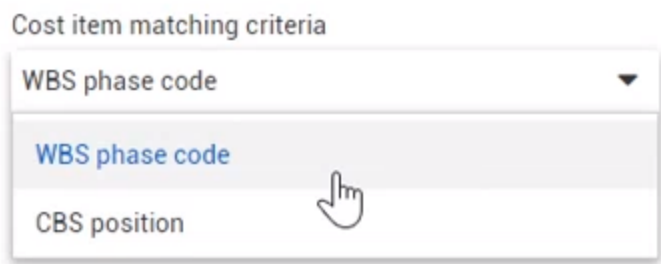 Cost item matching criteria
WBS phase code
WBS phase code
CBS position